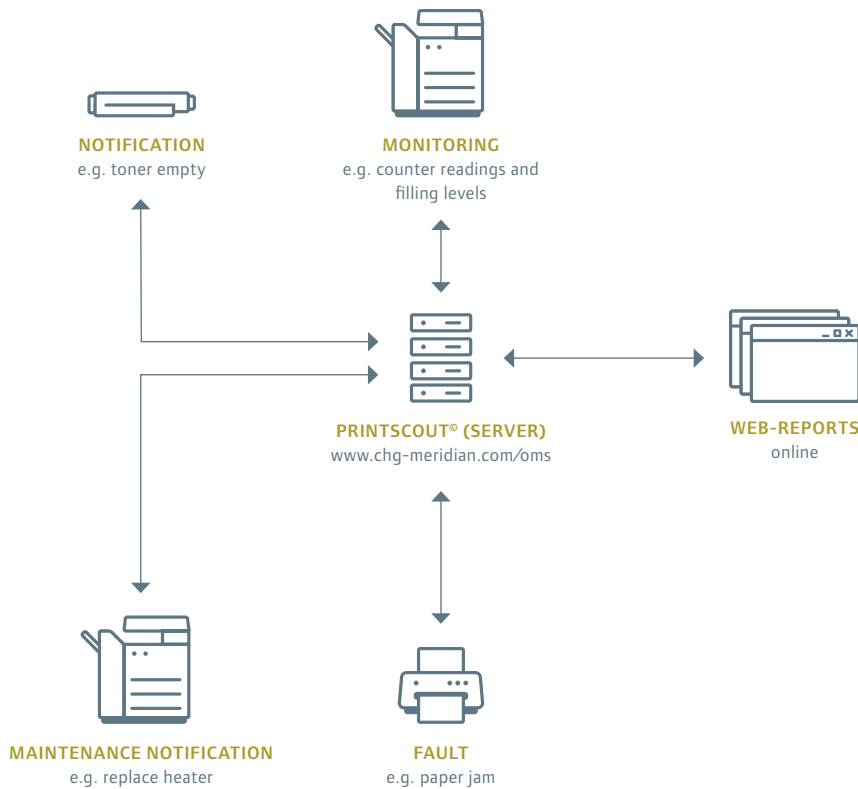 NOTIFICATION
e.g. toner empty
MONITORING
e.g. counter readings and
filling levels
PRINTSCOUT© (SERVER)
www.chg-meridian.com/oms
WEB-REPORTS
online
MAINTENANCE NOTIFICATION
e.g. replace heater
FAULT
e.g. paper jam